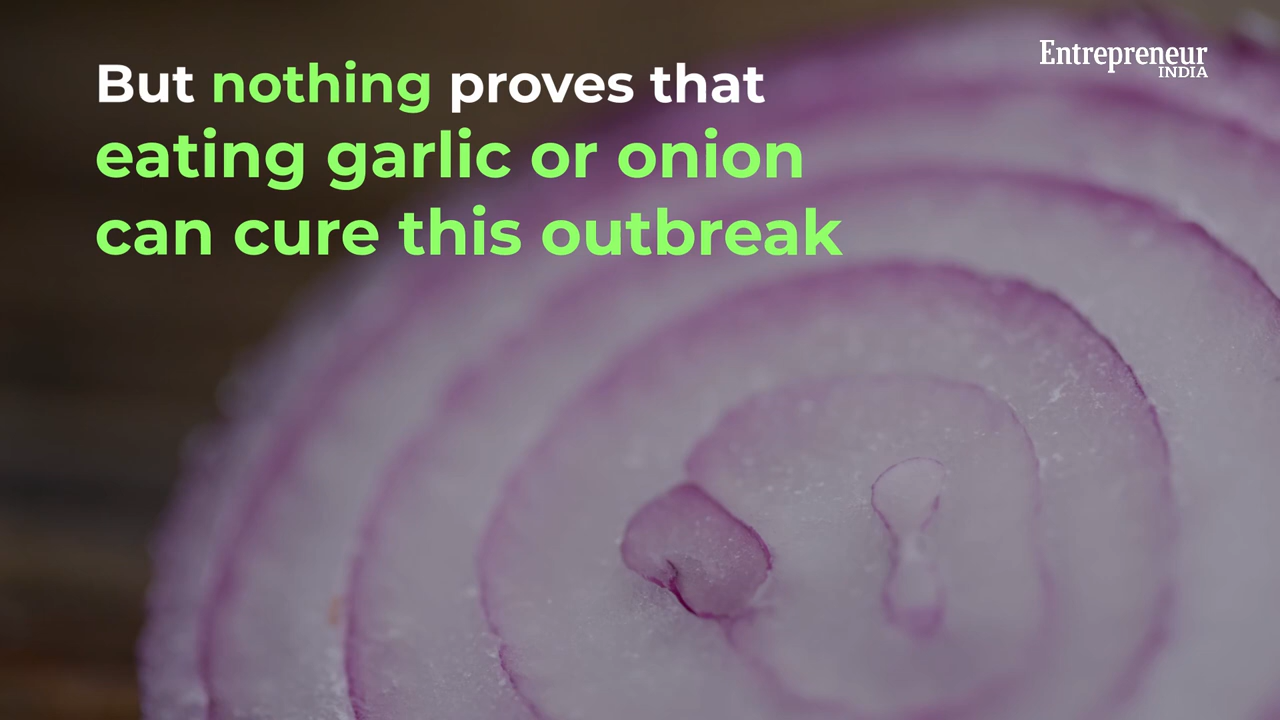 But nothing proves that
eating garlic or onion
can cure this outbreak
Entrepreneur
INDIA